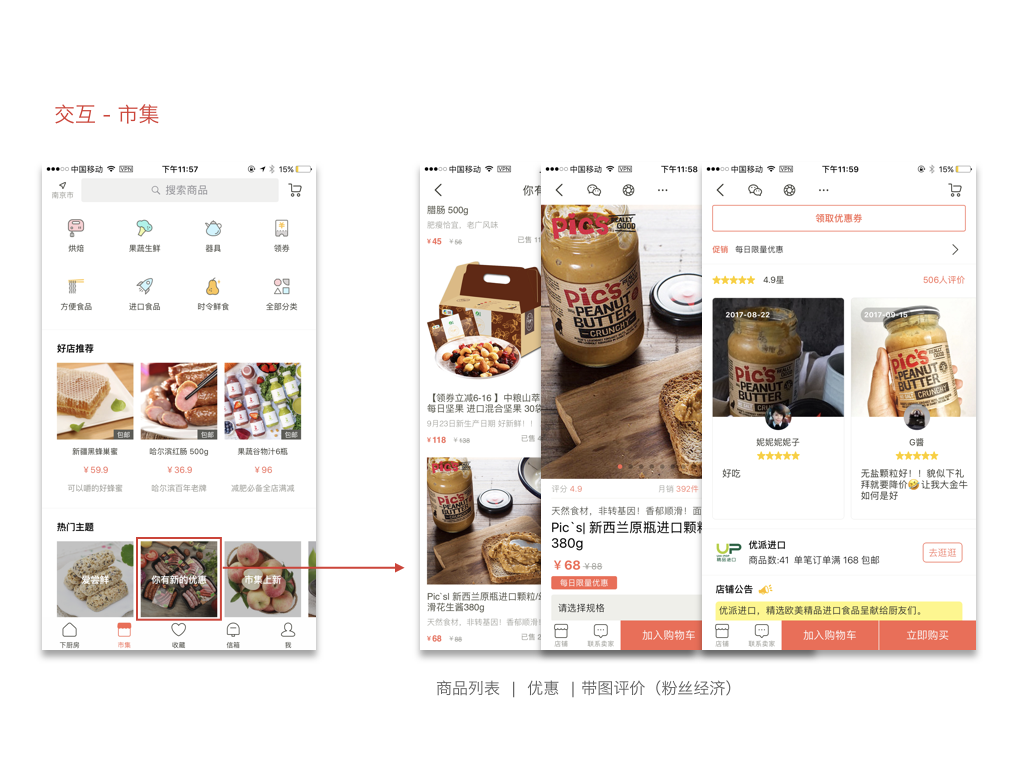 交互 - 市集
中国移动 VPN 下午11:57 15%
南京市 搜索商品
烘焙 果蔬生鲜 器具 领券
方便食品 进口食品 时令鲜食 全部分类
好店推荐
包邮 包邮 包邮
新疆黑蜂巢蜜 哈尔滨红肠 500g 果蔬谷物汁6瓶
¥ 59.9 ¥ 36.9 ¥ 96
可以嚼的好蜂蜜 哈尔滨百年老牌 减肥必备全店满减
热门主题
爱尝鲜 你有新的优惠 市集上新
下厨房 市集 收藏 信箱 我
中国移动 VPN
你有
腊肠 500g
肥瘦恰宜，老广风味
¥ 45 ¥ 56 已售 11
【领券立减6-16 】中粮山萃
每日坚果 进口混合坚果 30袋
9月23日新生产日期 好新鲜！！
¥ 118 ¥ 138 已售 4
PIC'S
PIC'S
PEANUT
BUTTER
Pic`s| 新西兰原瓶进口颗粒/幼
滑花生酱380g
天然食材，非转基因！香郁顺滑
¥ 68 ¥ 88 已售 2
中国移动 VPN 下午11:58
PIC'S REALLY GOOD
PIC'S
PEANUT
BUTTER
CRUNCHY
评分 4.9 月销 392件
天然食材，非转基因！香郁顺滑！面
Pic`s| 新西兰原瓶进口颗粒
380g
¥ 68 ¥ 88
每日限量优惠
请选择规格
店铺 联系卖家 加入购物车
中国移动 VPN 下午11:59 15%
领取优惠券
促销 每日限量优惠
4.9星 506人评价
2017-08-22 2017-09-15
PIC'S
PEANUT
BUTTER
PIC'S
PEANUT
BUTTER
妮妮妮妮子 G酱
好吃 无盐颗粒好！！貌似下礼
拜就要降价🤣让我大金牛
如何是好
UP 优派进口
精品进口 商品数:41 单笔订单满 168 包邮
去逛逛
店铺公告
优派进口，精选欧美精品进口食品呈献给厨友们。
店铺 联系卖家 加入购物车 立即购买
商品列表 | 优惠 | 带图评价（粉丝经济）